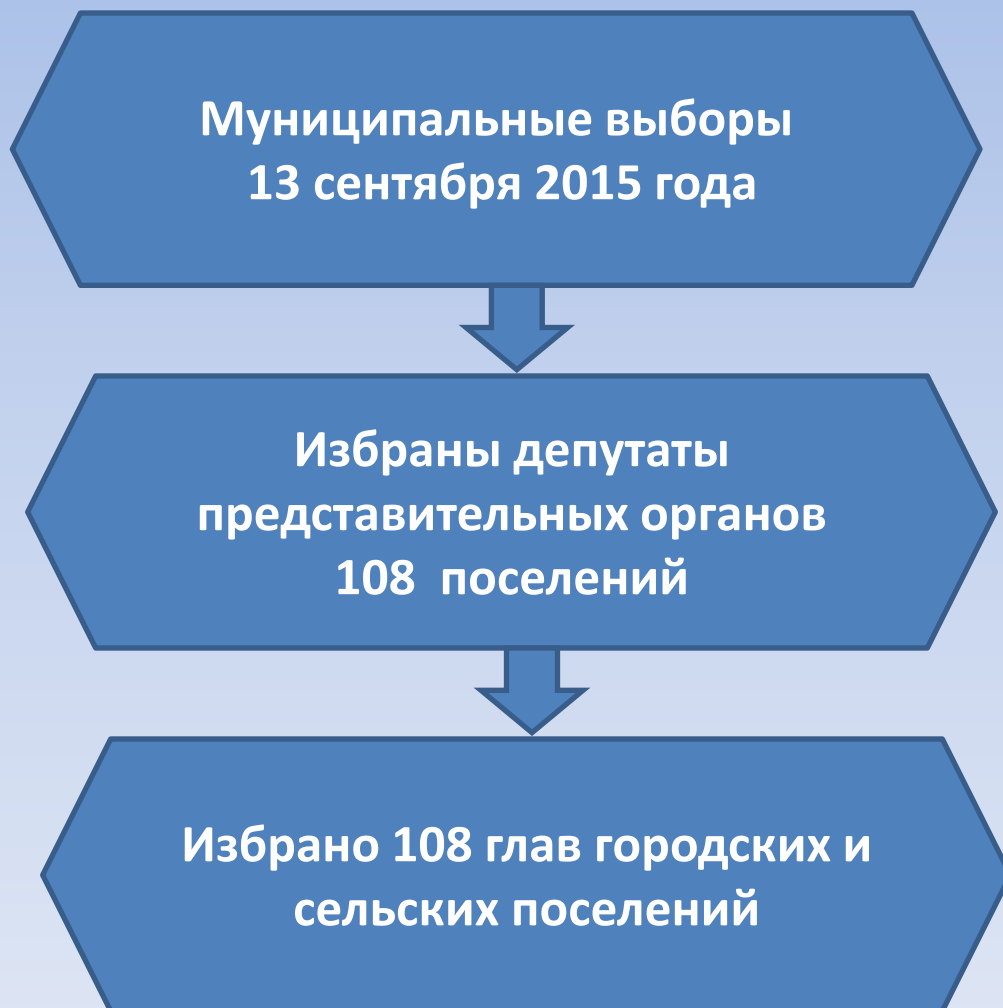 Муниципальные выборы
13 сентября 2015 года
Избраны депутаты
представительных органов
108 поселений
Избрано 108 глав городских и
сельских поселений